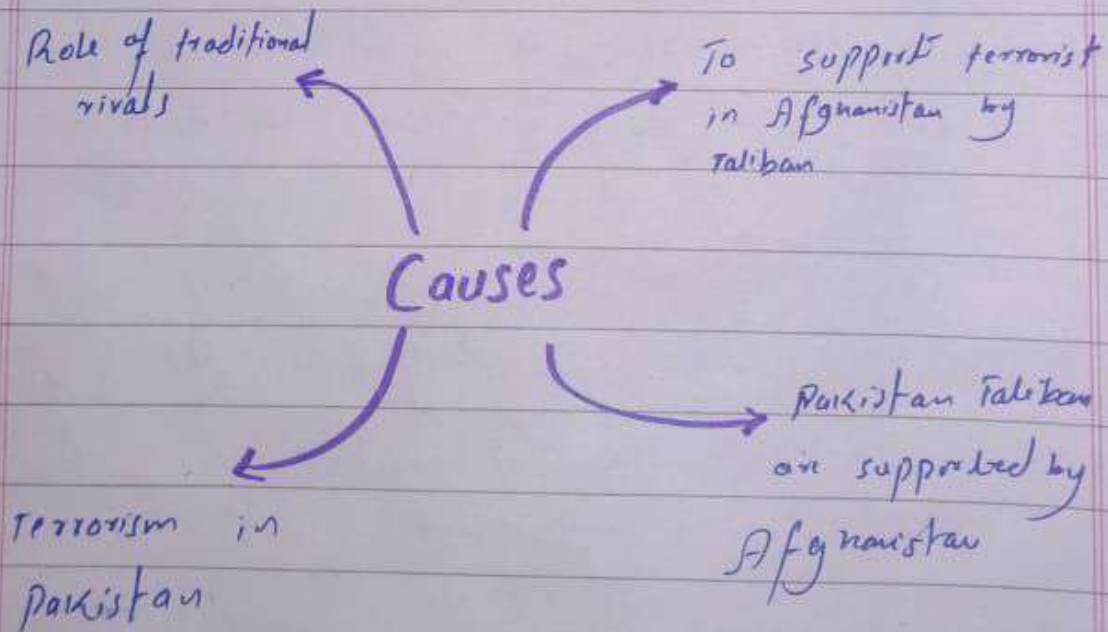 Role of traditional
rivals
To support terrorist
in Afghanistan by
Taliban
Causes
Terrorism in
Pakistan
Pakistan Taliban
are supported by
Afghanistan